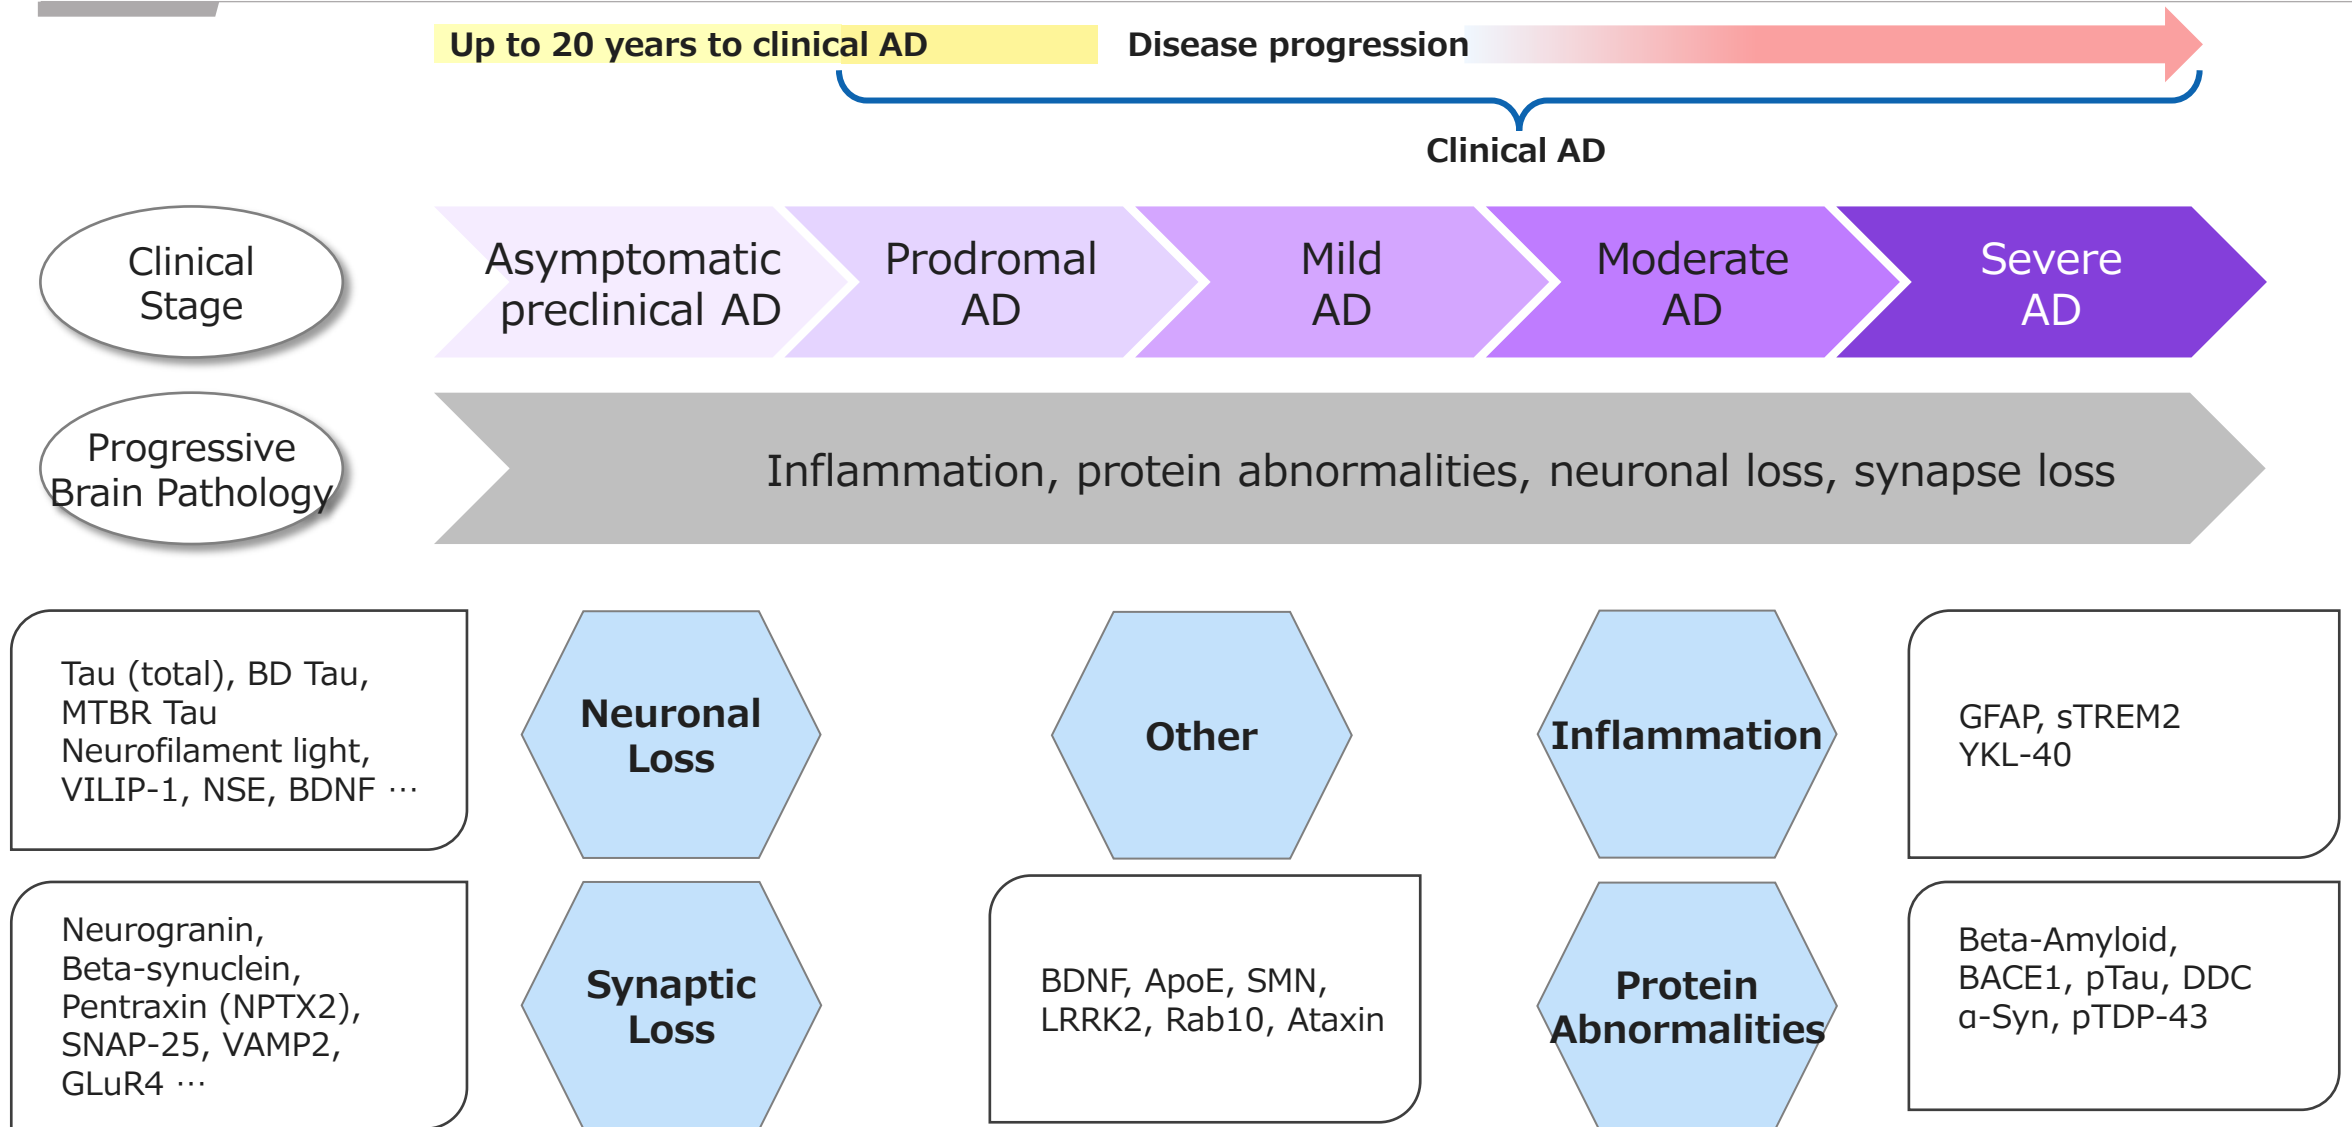 Up to 20 years to clinical AD
Disease progression
Clinical AD
Clinical
Stage
Asymptomatic
preclinical AD
Prodromal
AD
Mild
AD
Moderate
AD
Severe
AD
Progressive
Brain Pathology
Inflammation, protein abnormalities, neuronal loss, synapse loss
Tau (total), BD Tau,
MTBR Tau
Neurofilament light,
VILIP-1, NSE, BDNF ⋯
Neuronal
Loss
Other
Inflammation
GFAP, sTREM2
YKL-40
Neurogranin,
Beta-synuclein,
Pentraxin (NPTX2),
SNAP-25, VAMP2,
GLuR4 ⋯
Synaptic
Loss
BDNF, ApoE, SMN,
LRRK2, Rab10, Ataxin
Protein
Abnormalities
Beta-Amyloid,
BACE1, pTau, DDC
α-Syn, pTDP-43